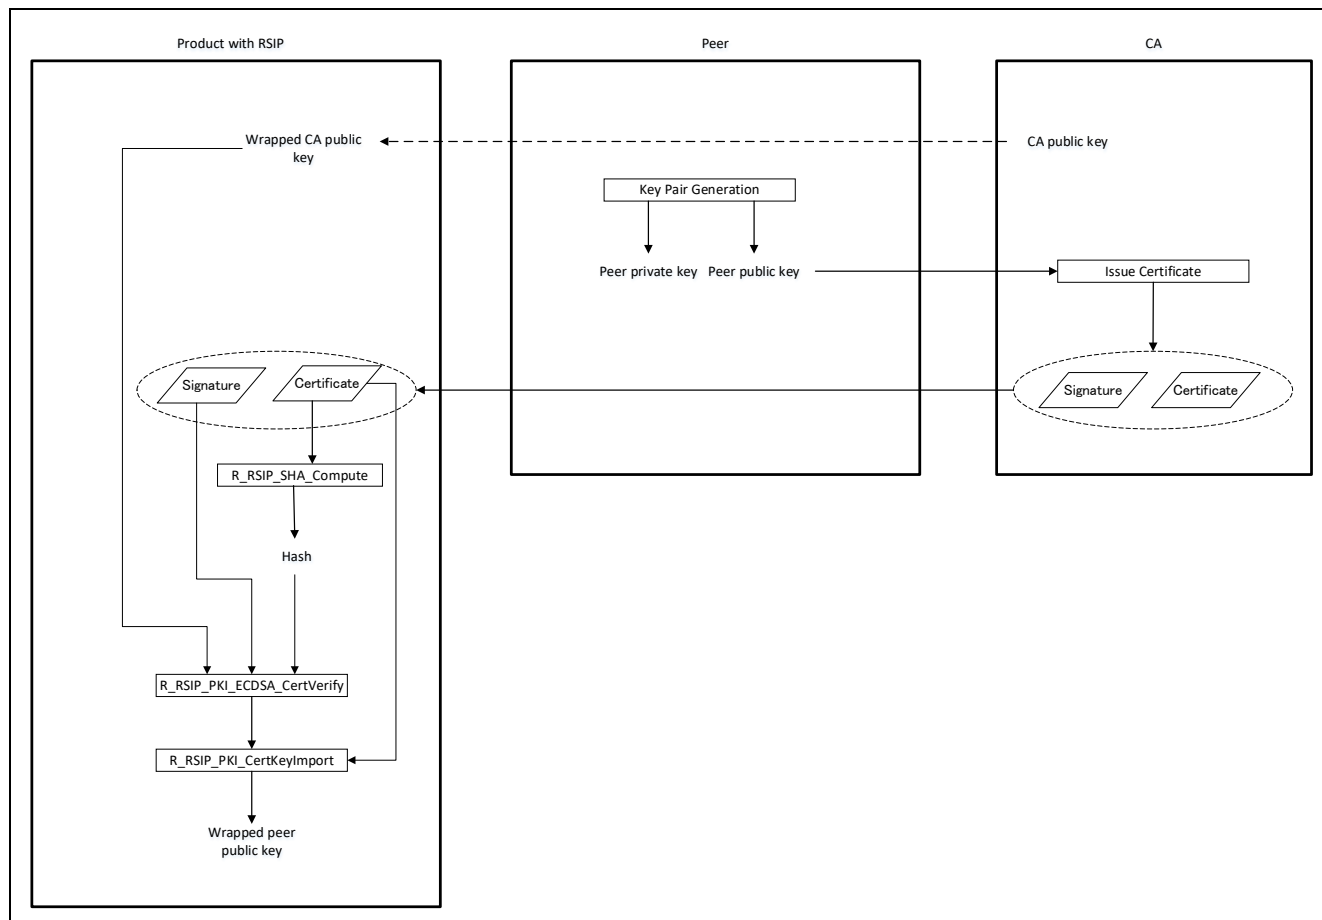 Product with RSIP
Peer
CA
Wrapped CA public
key
CA public key
Key Pair Generation
Peer private key
Peer public key
Issue Certificate
Signature
Certificate
Signature
Certificate
R_RSIP_SHA_Compute
Hash
R_RSIP_PKI_ECDSA_CertVerify
R_RSIP_PKI_CertKeyImport
Wrapped peer
public key